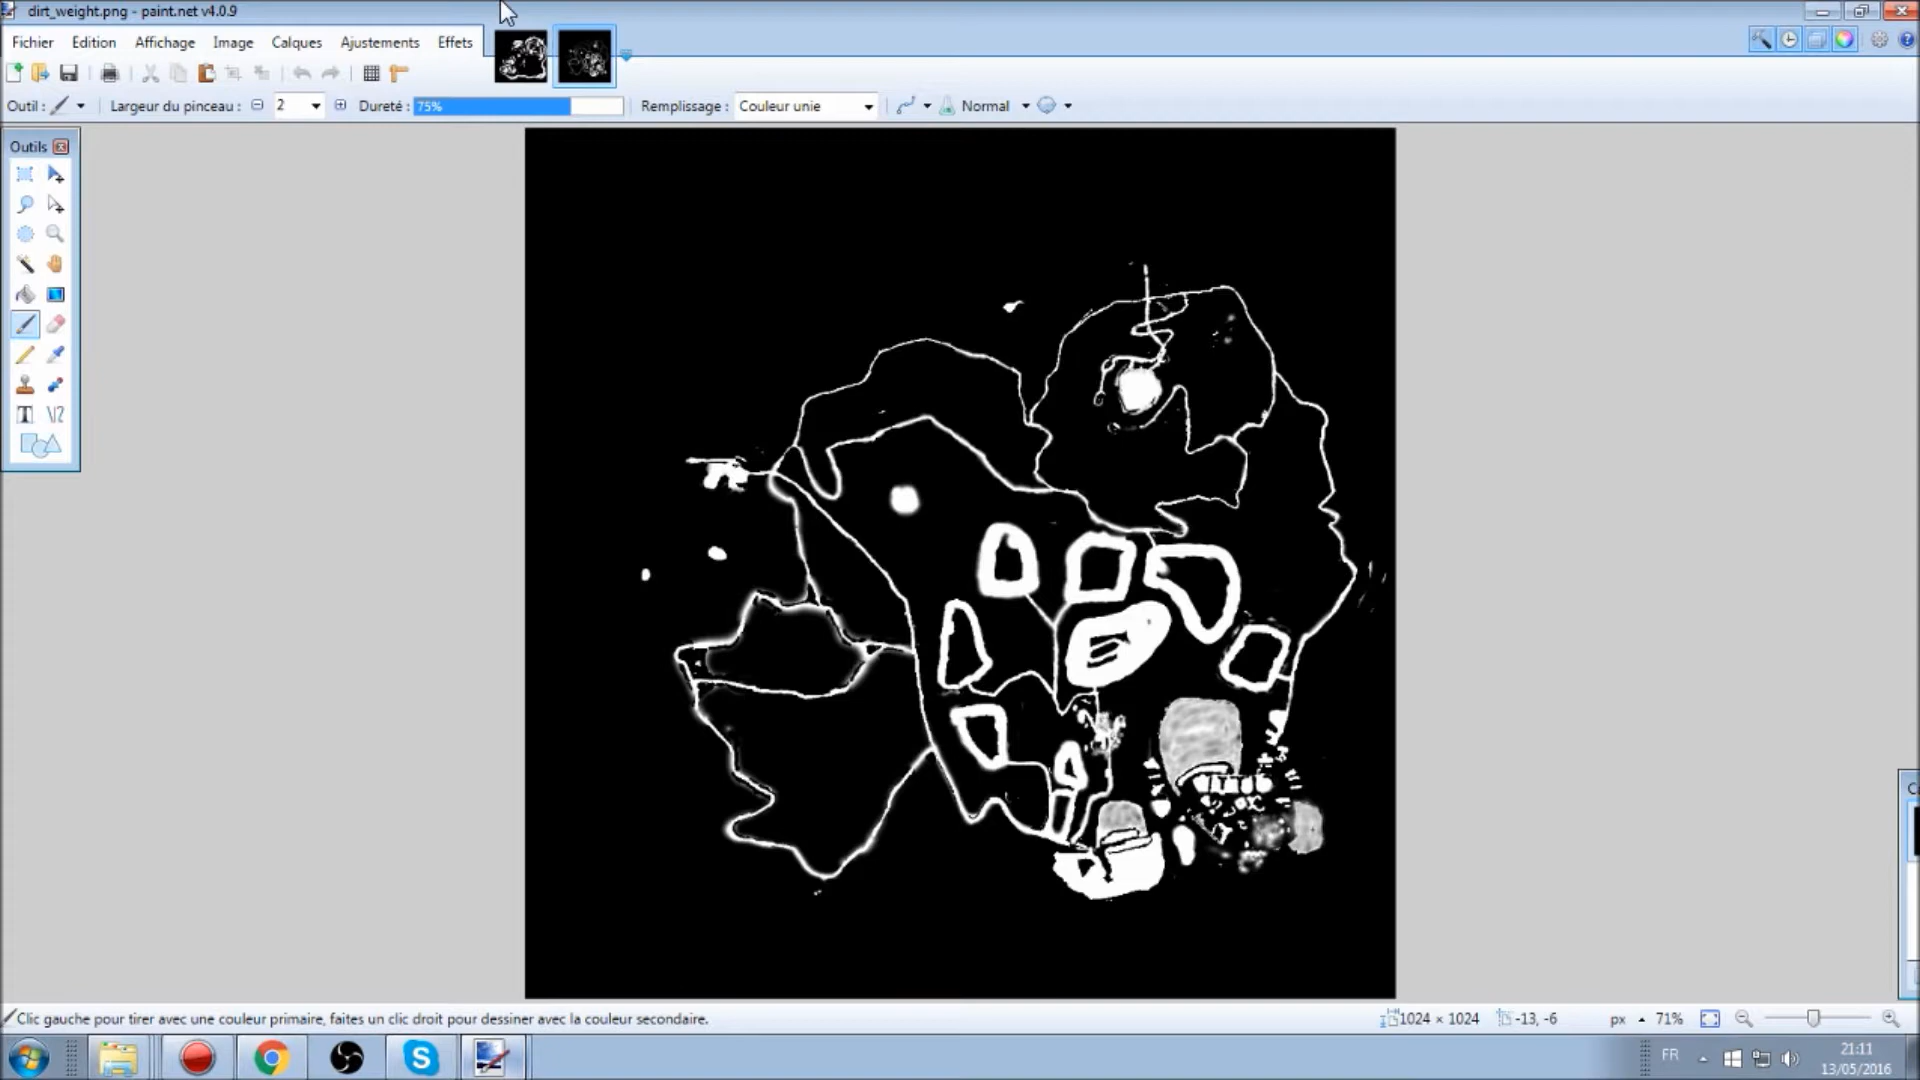 dirt_weight.png - paint.net v4.0.9
Fichier Edition Affichage Image Calques Ajustements Effets
Outil : Largeur du pinceau : 2 Dureté : 75% Remplissage : Couleur unie Normal
Outils
Clic gauche pour tirer avec une couleur primaire, faites un clic droit pour dessiner avec la couleur secondaire.
1024 × 1024 -13, -6 px 71%
FR 21:11
13/05/2016